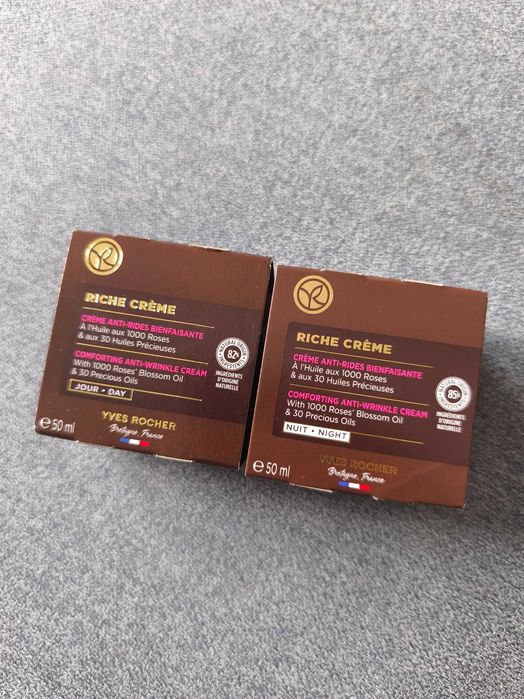 RICHE CRÈME
CRÈME ANTI-RIDES BIENFAISANTE
À l'Huile aux 1000 Roses
& aux 30 Huiles Précieuses
COMFORTING ANTI-WRINKLE CREAM
With 1000 Roses' Blossom Oil
& 30 Precious Oils
JOUR • DAY
82%
INGRÉDIENTS
D'ORIGINE
NATURELLE
YVES ROCHER
Bretagne, France
e 50 ml
RICHE CRÈME
CRÈME ANTI-RIDES BIENFAISANTE
À l'Huile aux 1000 Roses
& aux 30 Huiles Précieuses
COMFORTING ANTI-WRINKLE CREAM
With 1000 Roses' Blossom Oil
& 30 Precious Oils
NUIT • NIGHT
85%
INGRÉDIENTS
D'ORIGINE
NATURELLE
YVES ROCHER
Bretagne, France
e 50 ml